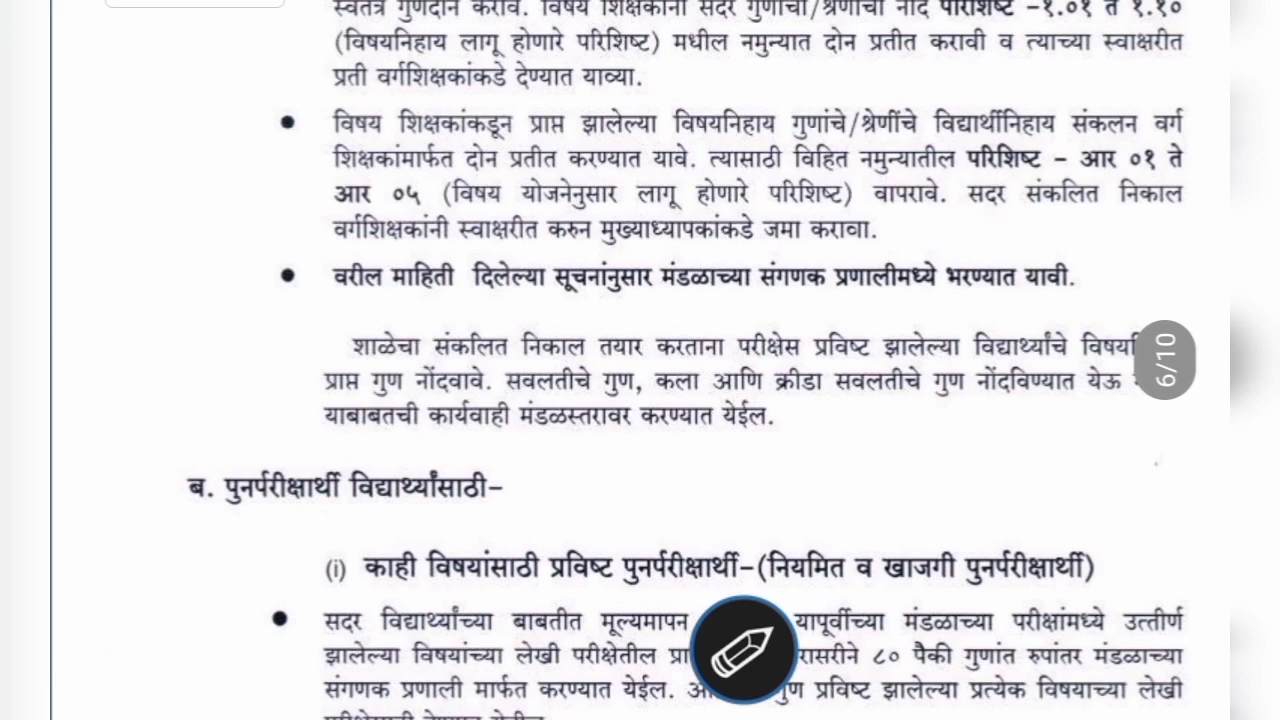 स्वतंत्र गुणदान करावे. विषय शिक्षकांनी सदर गुणांची/श्रेणीची नोंद परिशिष्ट -१.०१ ते १.१०
(विषयनिहाय लागू होणारे परिशिष्ट) मधील नमुन्यात दोन प्रतीत करावी व त्याच्या स्वाक्षरीत
प्रती वर्गशिक्षकांकडे देण्यात याव्या.
● विषय शिक्षकांकडून प्राप्त झालेल्या विषयनिहाय गुणांचे/श्रेणींचे विद्यार्थीनिहाय संकलन वर्ग
शिक्षकांमार्फत दोन प्रतीत करण्यात यावे. त्यासाठी विहित नमुन्यातील परिशिष्ट - आर ०१ ते
आर ०५ (विषय योजनेनुसार लागू होणारे परिशिष्ट) वापरावे. सदर संकलित निकाल
वर्गशिक्षकांनी स्वाक्षरीत करुन मुख्याध्यापकांकडे जमा करावा.
● वरील माहिती दिलेल्या सूचनांनुसार मंडळाच्या संगणक प्रणालीमध्ये भरण्यात यावी.
शाळेचा संकलित निकाल तयार करताना परीक्षेस प्रविष्ट झालेल्या विद्यार्थ्यांचे
प्राप्त गुण नोंदवावे. सवलतीचे गुण, कला आणि क्रीडा सवलतीचे गुण नोंदविण्यात येऊ
याबाबतची कार्यवाही मंडळस्तरावर करण्यात येईल.
6/10
ब. पुनर्परीक्षार्थी विद्यार्थ्यांसाठी-
(i) काही विषयांसाठी प्रविष्ट पुनर्परीक्षार्थी-(नियमित व खाजगी पुनर्परीक्षार्थी)
● सदर विद्यार्थ्यांच्या बाबतीत मूल्यमापन यापूर्वीच्या मंडळाच्या परीक्षांमध्ये उत्तीर्ण
झालेल्या विषयांच्या लेखी परीक्षेतील ८० पैकी गुणांत रुपांतर मंडळाच्या
संगणक प्रणाली मार्फत करण्यात येईल. प्रविष्ट झालेल्या प्रत्येक विषयाच्या लेखी